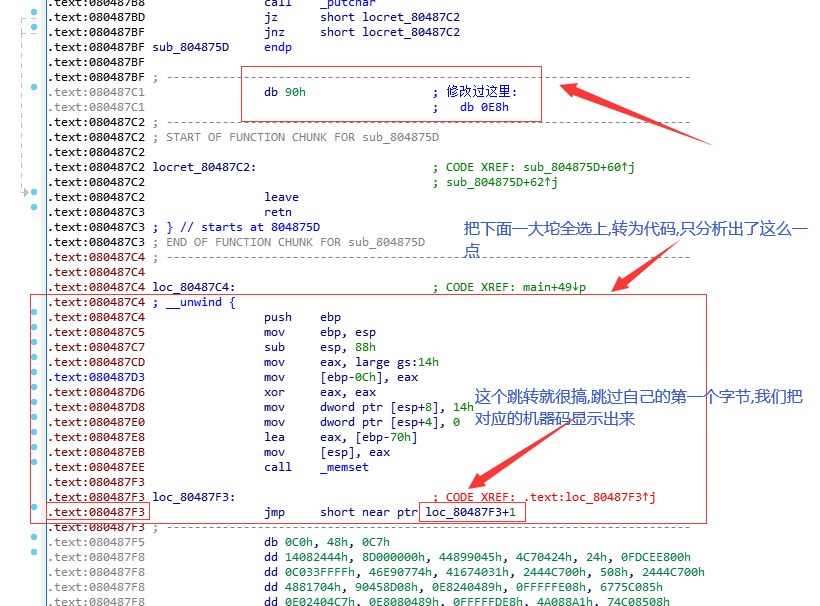 .text:080487B8 call _putchar
.text:080487BD jz short locret_80487C2
.text:080487BF jnz short locret_80487C2
.text:080487BF sub_804875D endp
.text:080487BF
.text:080487BF ; ---------------------------------------------------------------------------
.text:080487C1 db 90h ; 修改过这里:
.text:080487C1 ; db 0E8h
.text:080487C2 ; ---------------------------------------------------------------------------
.text:080487C2 ; START OF FUNCTION CHUNK FOR sub_804875D
.text:080487C2
.text:080487C2 locret_80487C2: ; CODE XREF: sub_804875D+60↑j
.text:080487C2 ; sub_804875D+62↑j
.text:080487C2 leave
.text:080487C3 retn
.text:080487C3 ; } // starts at 804875D
.text:080487C3 ; END OF FUNCTION CHUNK FOR sub_804875D
把下面一大坨全选上,转为代码,只分析出了这么一
点
.text:080487C4 ; ---------------------------------------------------------------------------
.text:080487C4
.text:080487C4 loc_80487C4: ; CODE XREF: main+49↓p
.text:080487C4 ; __unwind {
.text:080487C4 push ebp
.text:080487C5 mov ebp, esp
.text:080487C7 sub esp, 88h
.text:080487CD mov eax, large gs:14h
.text:080487D3 mov [ebp-0Ch], eax
.text:080487D6 xor eax, eax
.text:080487D8 mov dword ptr [esp+8], 14h
.text:080487E0 mov dword ptr [esp+4], 0
这个跳转就很搞,跳过自己的第一个字节,我们把
对应的机器码显示出来
.text:080487E8 lea eax, [ebp-70h]
.text:080487EB mov [esp], eax
.text:080487EE call _memset
.text:080487F3
.text:080487F3 loc_80487F3: ; CODE XREF: .text:loc_80487F3↑j
.text:080487F3 jmp short near ptr loc_80487F3+1
.text:080487F3 ; ---------------------------------------------------------------------------
.text:080487F5 db 0C0h, 48h, 0C7h
.text:080487F8 dd 14082444h, 8D000000h, 44899045h, 4C70424h, 24h, 0FDCEE800h
.text:080487F8 dd 0C033FFFFh, 46E90774h, 41674031h, 2444C700h, 508h, 2444C700h
.text:080487F8 dd 4881704h, 90458D08h, 0E8240489h, 0FFFFFE08h, 6775C085h
.text:080487F8 dd 0E02404C7h, 0E8080489h, 0FFFFFDE8h, 4A088A1h, 74C08508h